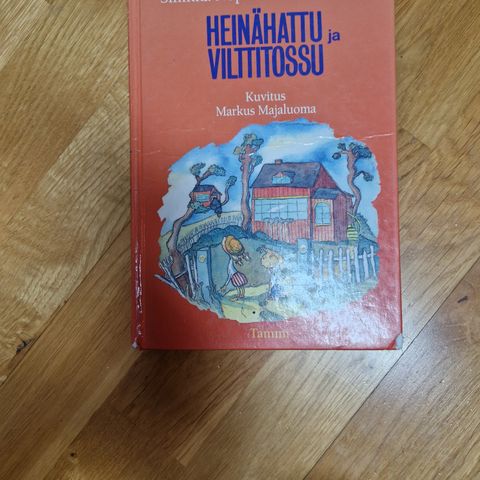 HEINÄHATTU ja
VILTTITOSSU
Kuvitus
Markus Majaluoma
Tammi